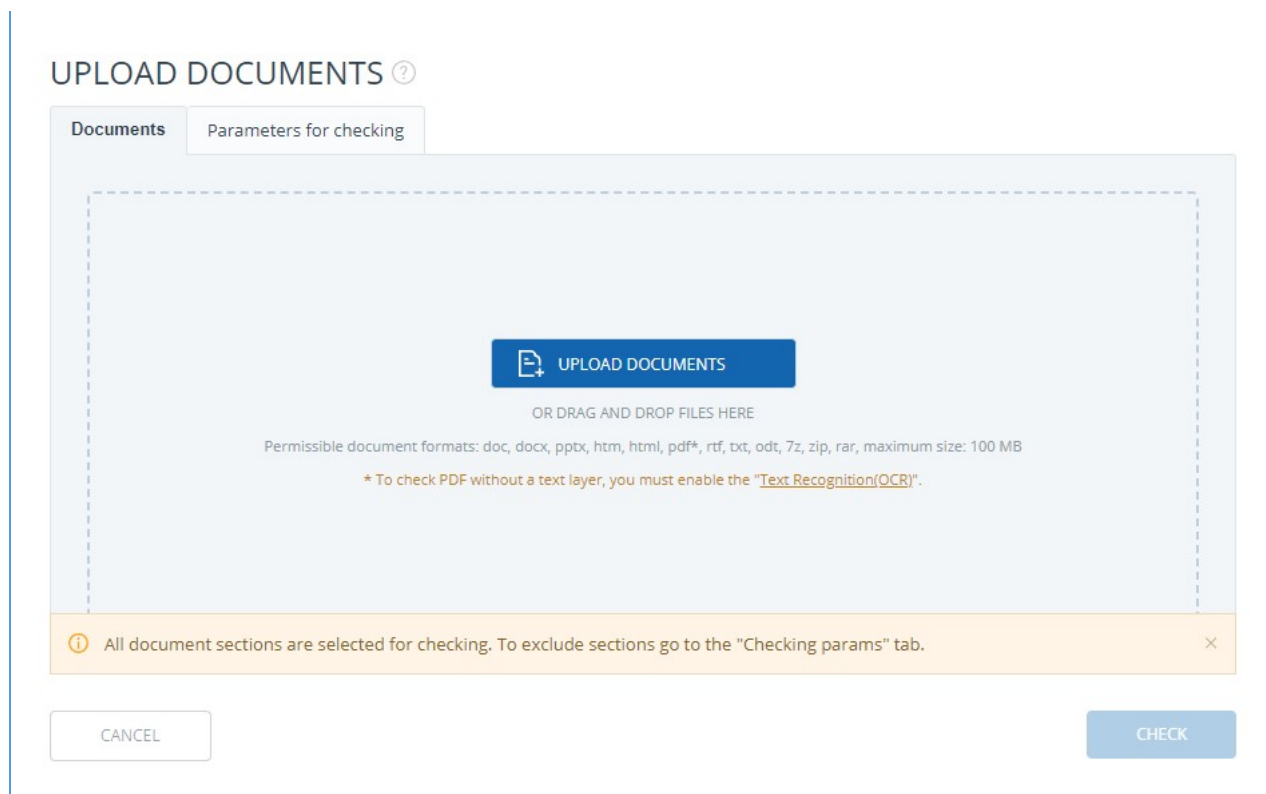 UPLOAD DOCUMENTS ?
Documents
Parameters for checking
UPLOAD DOCUMENTS
OR DRAG AND DROP FILES HERE
Permissible document formats: doc, docx, pptx, htm, html, pdf*, rtf, txt, odt, 7z, zip, rar, maximum size: 100 MB
* To check PDF without a text layer, you must enable the "Text Recognition(OCR)".
All document sections are selected for checking. To exclude sections go to the "Checking params" tab.
CANCEL
CHECK